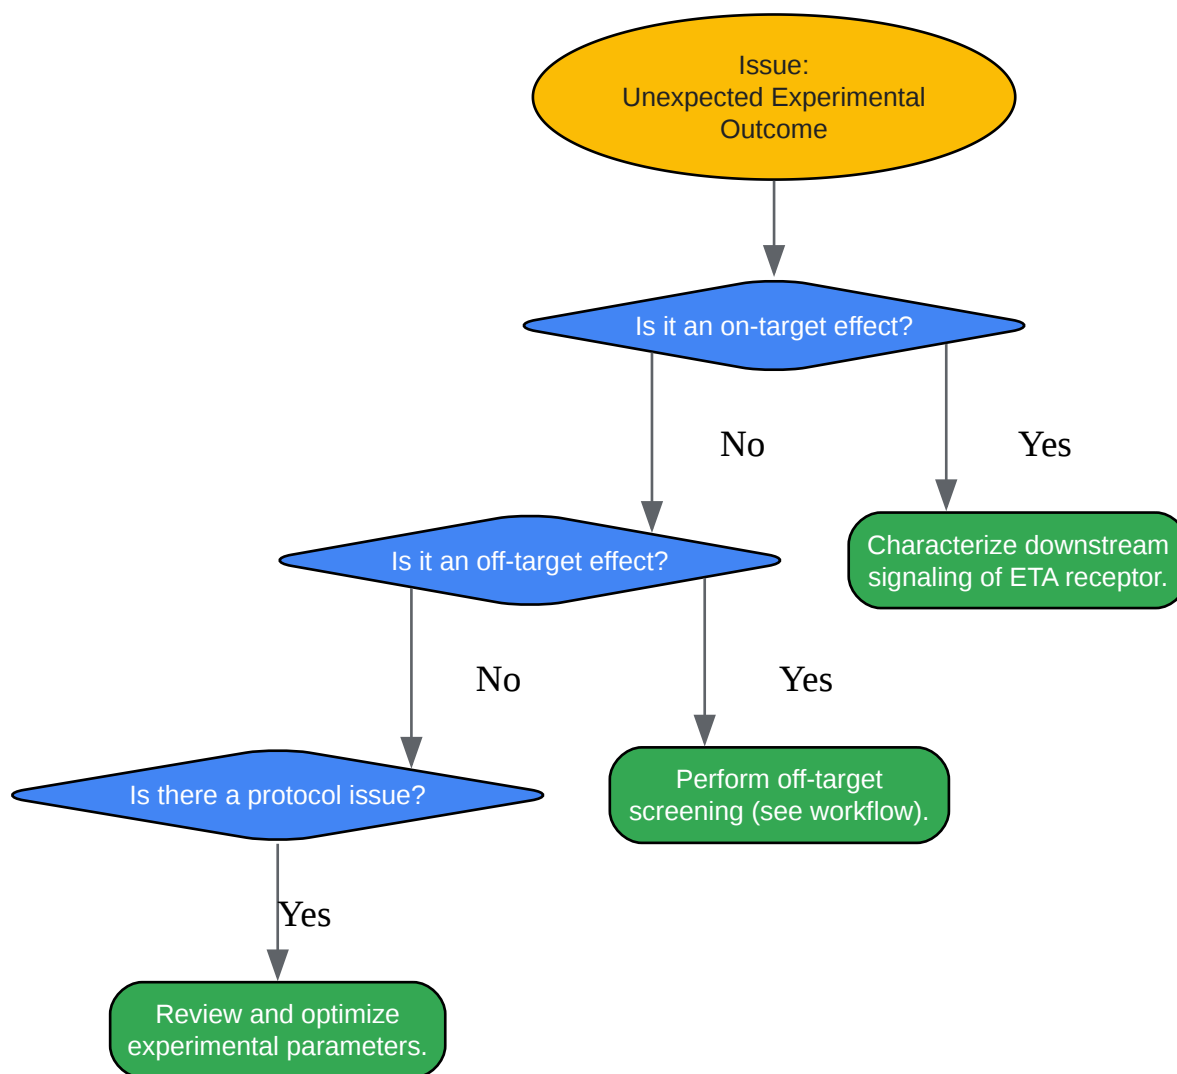 Issue:
Unexpected Experimental
Outcome
Is it an on-target effect?
No
Yes
Is it an off-target effect?
Characterize downstream
signaling of ETA receptor.
No
Yes
Is there a protocol issue?
Perform off-target
screening (see workflow).
Yes
Review and optimize
experimental parameters.